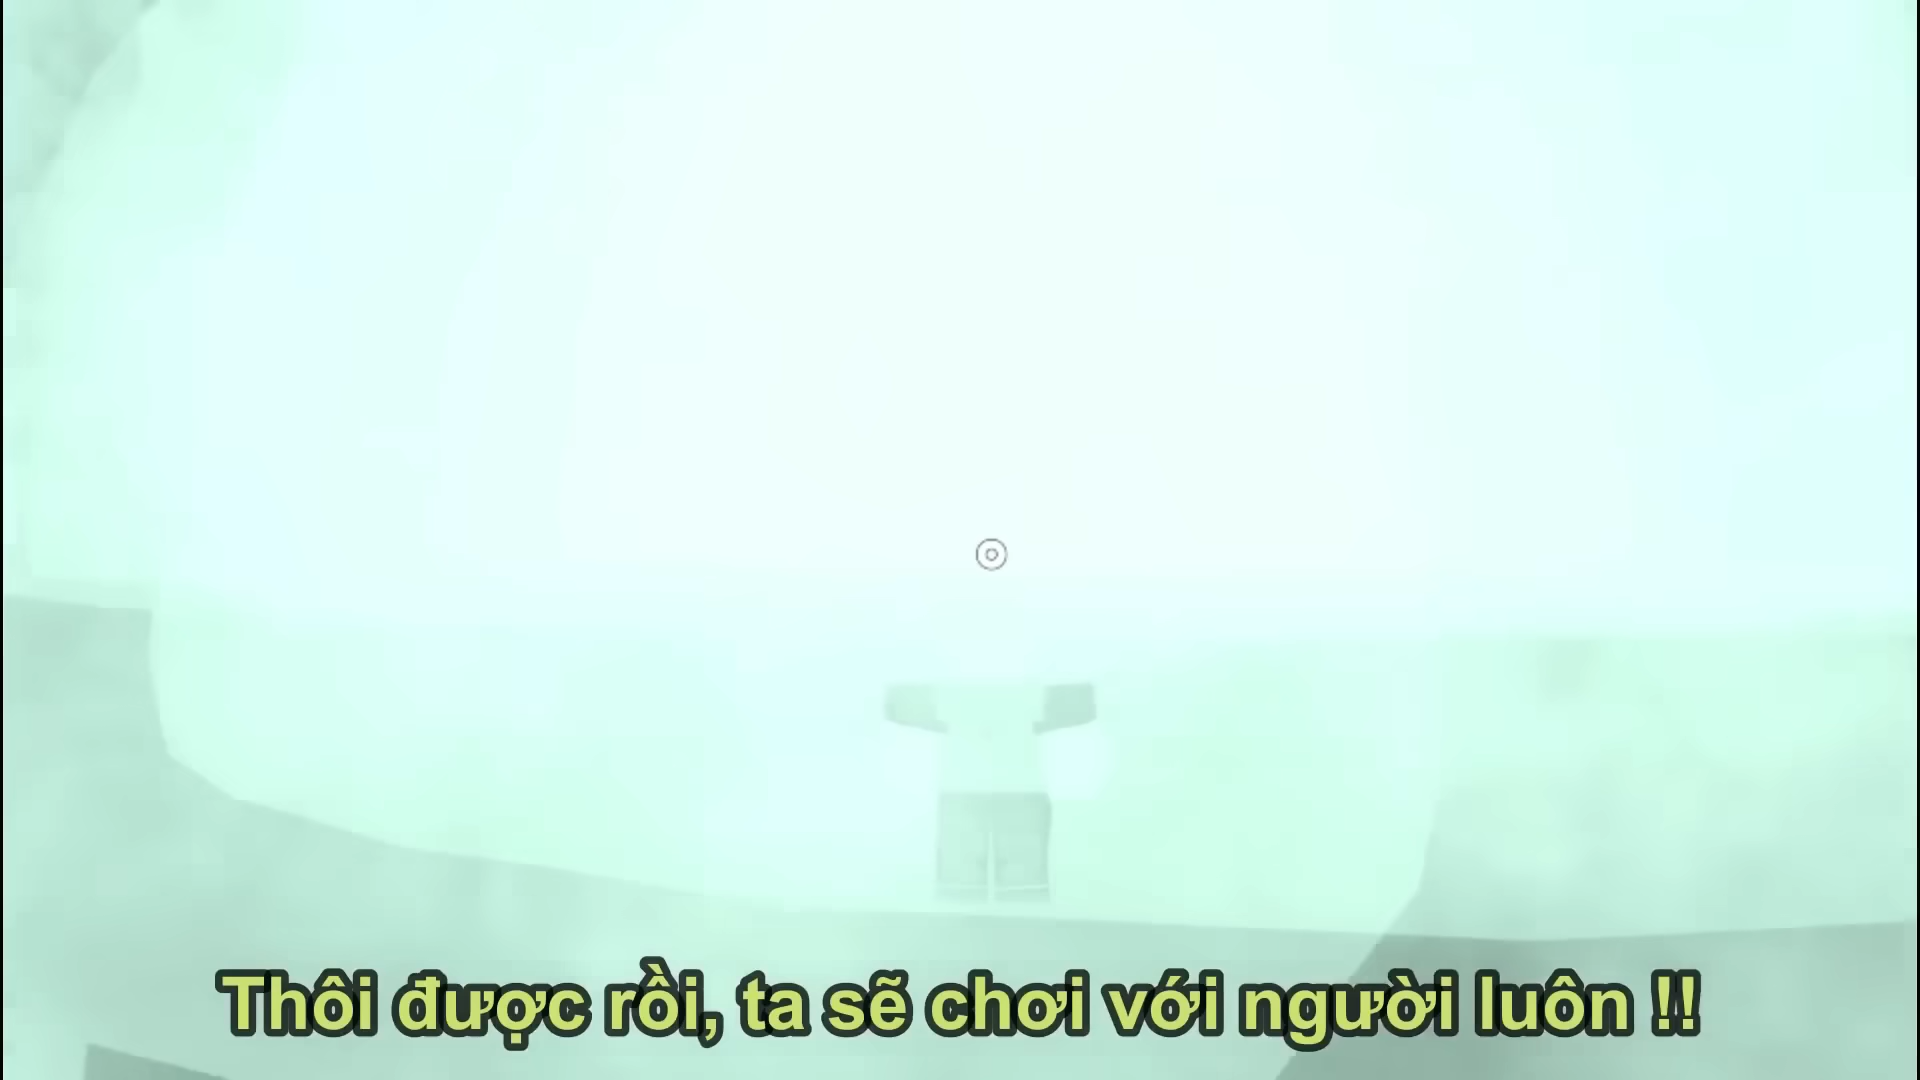 Thôi được rồi, ta sẽ chơi với người luôn !!